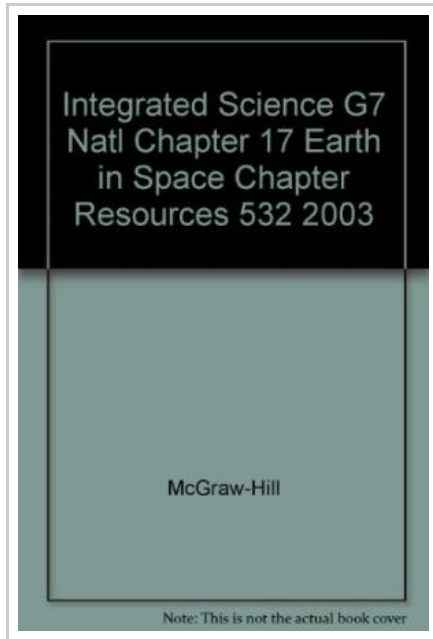 Integrated Science G7
Natl Chapter 17 Earth
in Space Chapter
Resources 532 2003
McGraw-Hill
Note: This is not the actual book cover